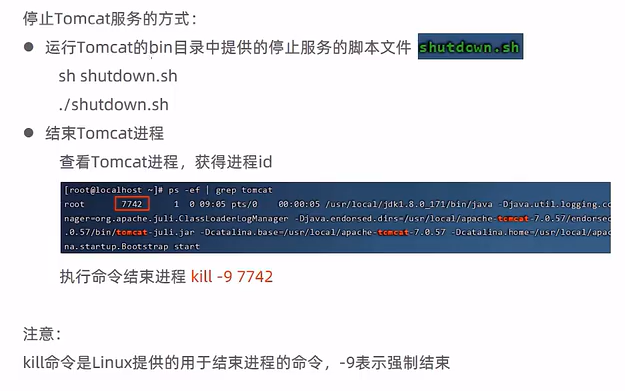 停止Tomcat服务的方式：
● 运行Tomcat的bin目录中提供的停止服务的脚本文件 shutdown.sh
sh shutdown.sh
./shutdown.sh
● 结束Tomcat进程
查看Tomcat进程，获得进程id
[root@localhost ~]# ps -ef | grep tomcat
root 7742 1 0 09:05 pts/0 00:00:05 /usr/local/jdk1.8.0_171/bin/java -Djava.util.logging.co
nager=org.apache.juli.ClassLoaderLogManager -Djava.endorsed.dirs=/usr/local/apache-tomcat-7.0.57/endorsed
.0.57/bin/tomcat-juli.jar -Dcatalina.base=/usr/local/apache-tomcat-7.0.57 -Dcatalina.home=/usr/local/apac
na.startup.Bootstrap start
执行命令结束进程 kill -9 7742
注意：
kill命令是Linux提供的用于结束进程的命令，-9表示强制结束